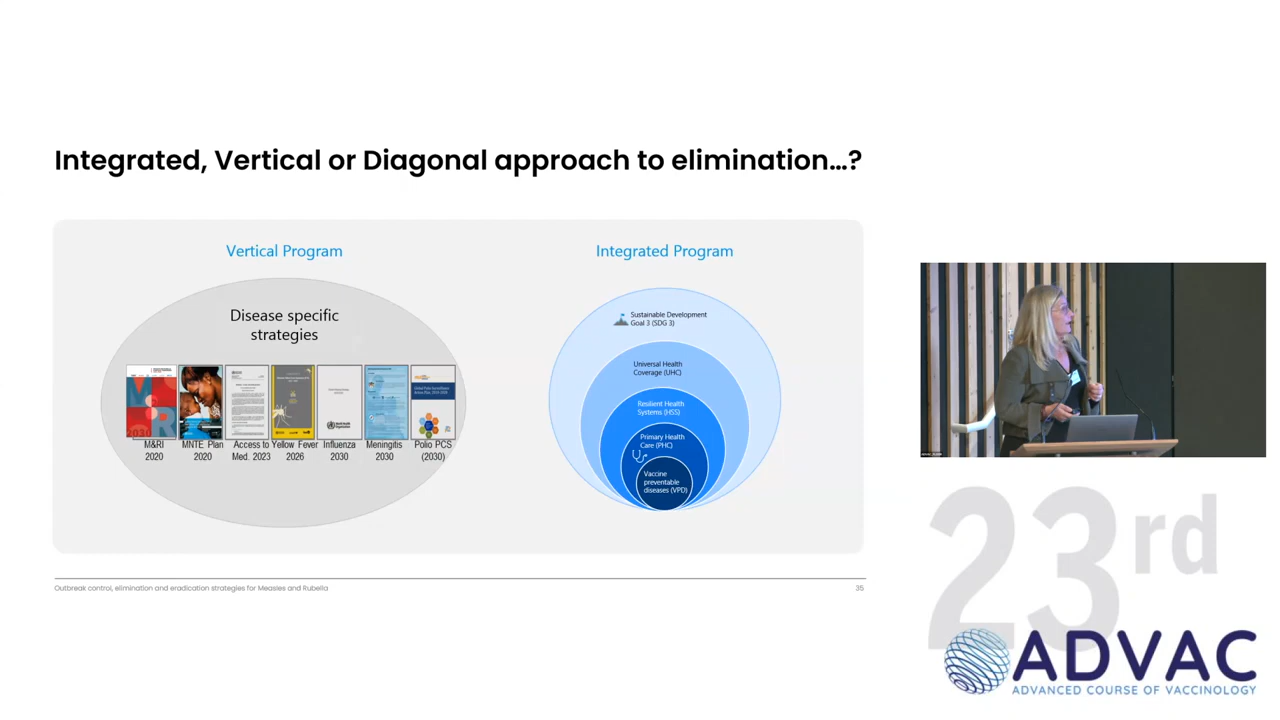 Integrated, Vertical or Diagonal approach to elimination...?
Vertical Program
Disease specific
strategies
M&RI
2020
MNTE Plan
2020
Access to
Med. 2023
Yellow Fever
2026
Influenza
2030
Meningitis
2030
Polio PCS
(2030)
Integrated Program
Sustainable Development
Goal 3 (SDG 3)
Universal Health
Coverage (UHC)
Resilient Health
Systems (HSS)
Primary Health
Care (PHC)
Vaccine
preventable
diseases (VPD)
Outbreak control, elimination and eradication strategies for Measles and Rubella
35
23rd
ADVAC
ADVANCED COURSE OF VACCINOLOGY